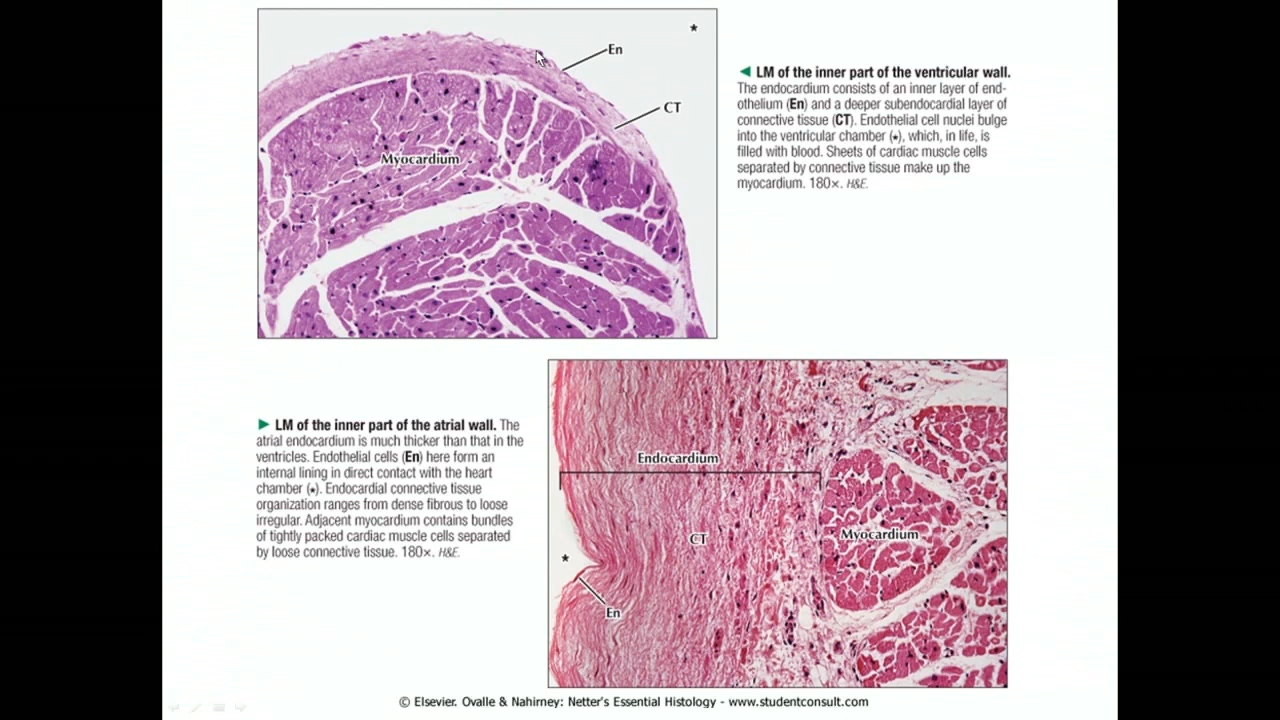 *
En
CT
Myocardium
◄ LM of the inner part of the ventricular wall.
The endocardium consists of an inner layer of end-
othelium (En) and a deeper subendocardial layer of
connective tissue (CT). Endothelial cell nuclei bulge
into the ventricular chamber (*), which, in life, is
filled with blood. Sheets of cardiac muscle cells
separated by connective tissue make up the
myocardium. 180×. H&E.
► LM of the inner part of the atrial wall. The
atrial endocardium is much thicker than that in the
ventricles. Endothelial cells (En) here form an
internal lining in direct contact with the heart
chamber (*). Endocardial connective tissue
organization ranges from dense fibrous to loose
irregular. Adjacent myocardium contains bundles
of tightly packed cardiac muscle cells separated
by loose connective tissue. 180×. H&E.
Endocardium
CT
Myocardium
*
En
© Elsevier. Ovalle & Nahirney: Netter's Essential Histology - www.studentconsult.com